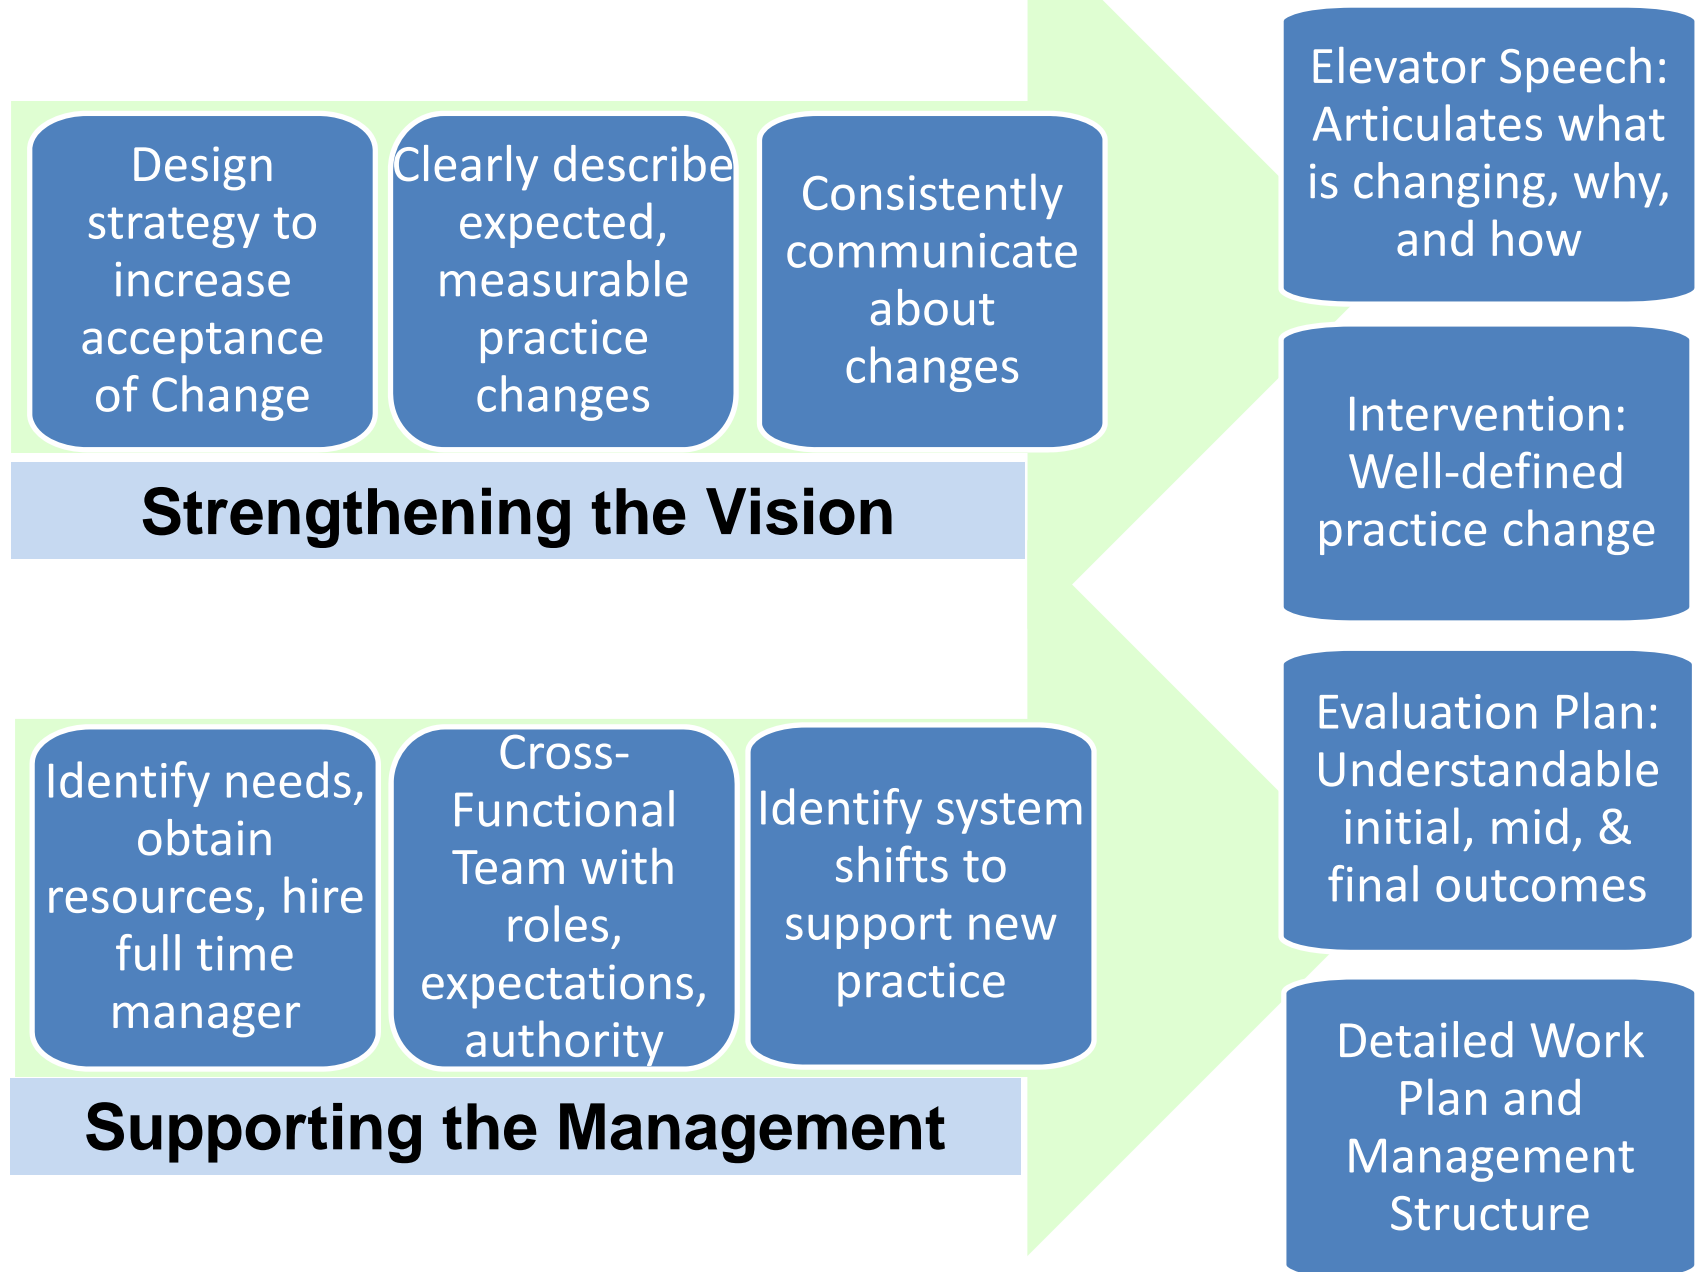 Design
strategy to
increase
acceptance
of Change
Clearly describe
expected,
measurable
practice
changes
Consistently
communicate
about
changes
Strengthening the Vision
Identify needs,
obtain
resources, hire
full time
manager
Cross-
Functional
Team with
roles,
expectations,
authority
Identify system
shifts to
support new
practice
Supporting the Management
Elevator Speech:
Articulates what
is changing, why,
and how
Intervention:
Well-defined
practice change
Evaluation Plan:
Understandable
initial, mid, &
final outcomes
Detailed Work
Plan and
Management
Structure